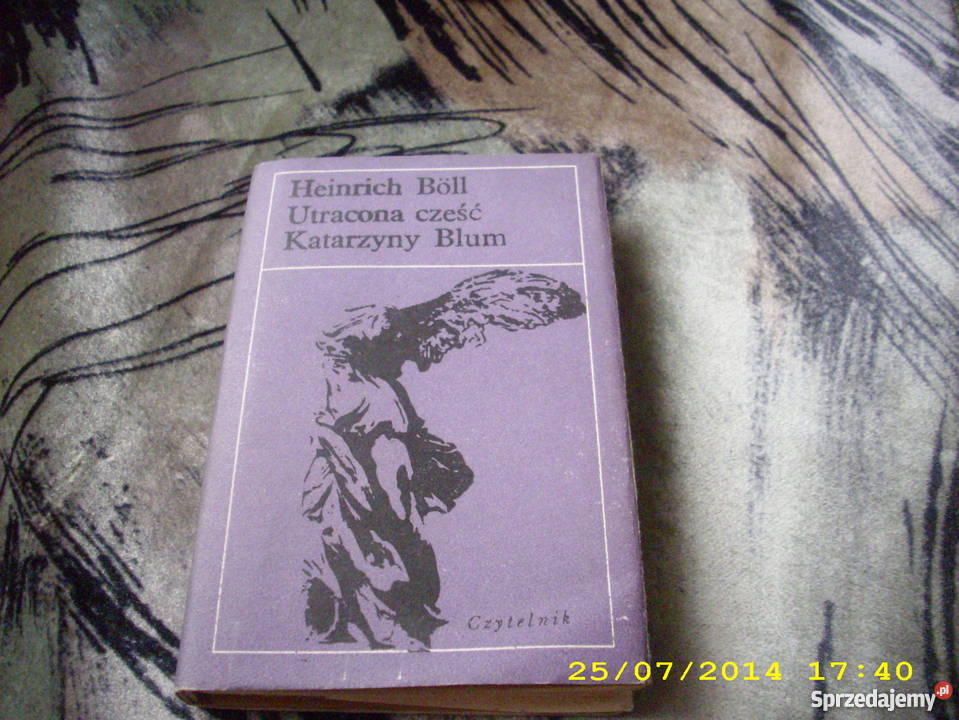 Heinrich Böll
Utracona cześć
Katarzyny Blum
Czytelnik
25/07/2014 17:40
Sprzedajemy.pl